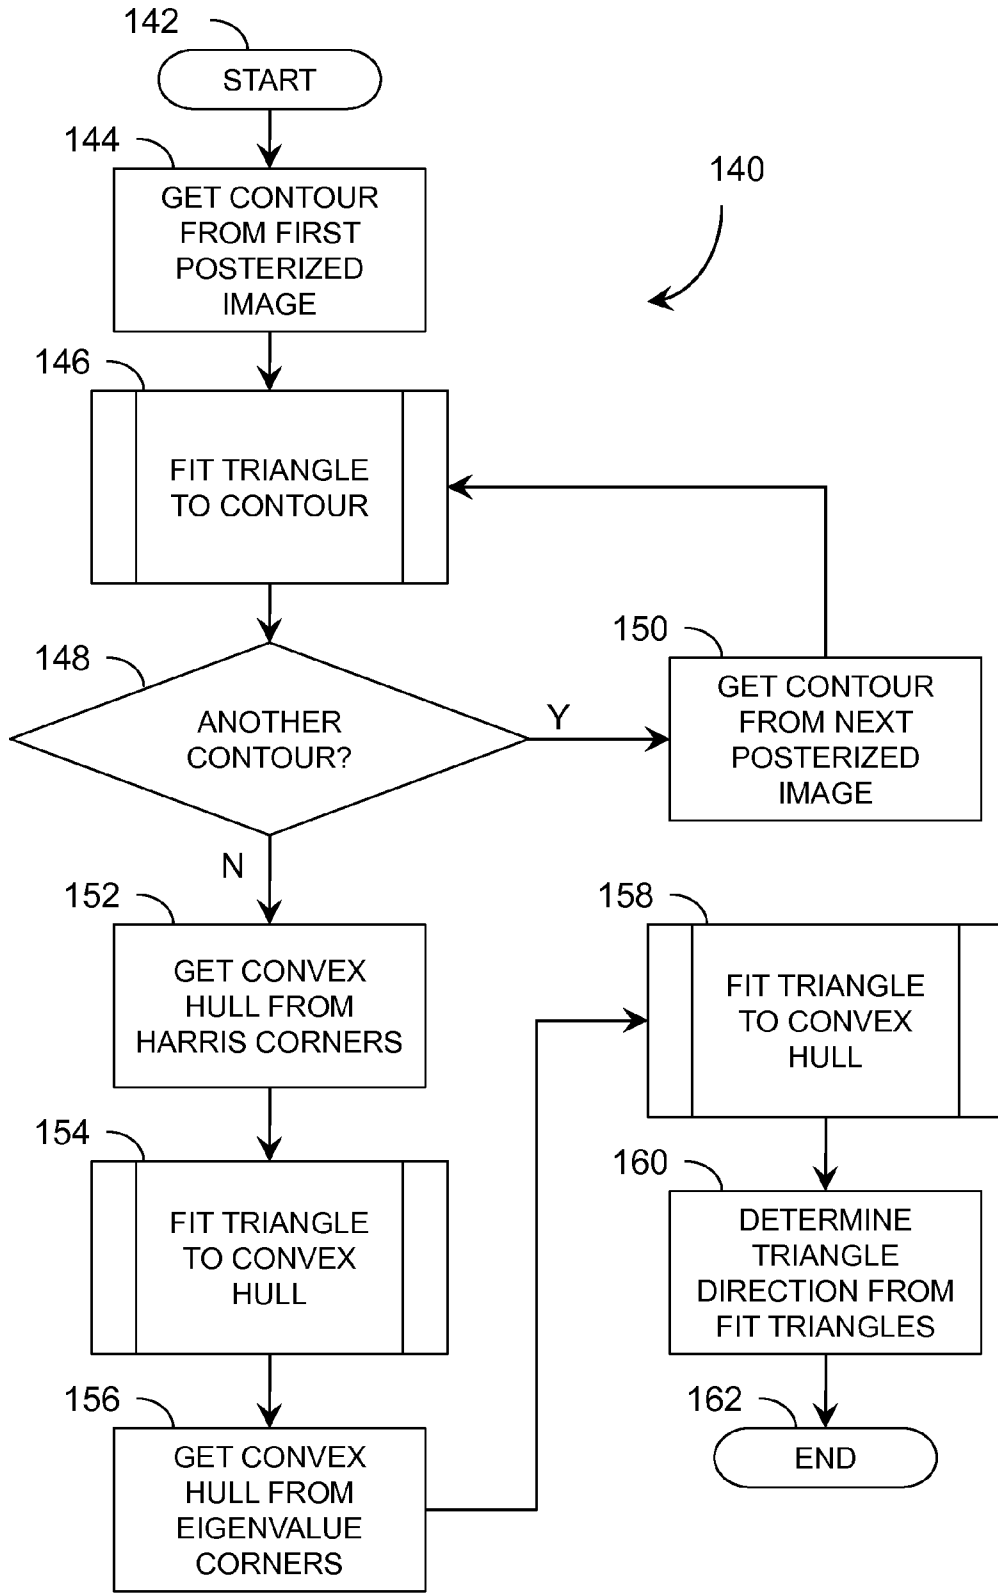 142
START
144
GET CONTOUR
FROM FIRST
POSTERIZED
IMAGE
140
146
FIT TRIANGLE
TO CONTOUR
148
ANOTHER
CONTOUR?
Y
150
GET CONTOUR
FROM NEXT
POSTERIZED
IMAGE
N
152
GET CONVEX
HULL FROM
HARRIS CORNERS
154
FIT TRIANGLE
TO CONVEX
HULL
156
GET CONVEX
HULL FROM
EIGENVALUE
CORNERS
158
FIT TRIANGLE
TO CONVEX
HULL
160
DETERMINE
TRIANGLE
DIRECTION FROM
FIT TRIANGLES
162
END